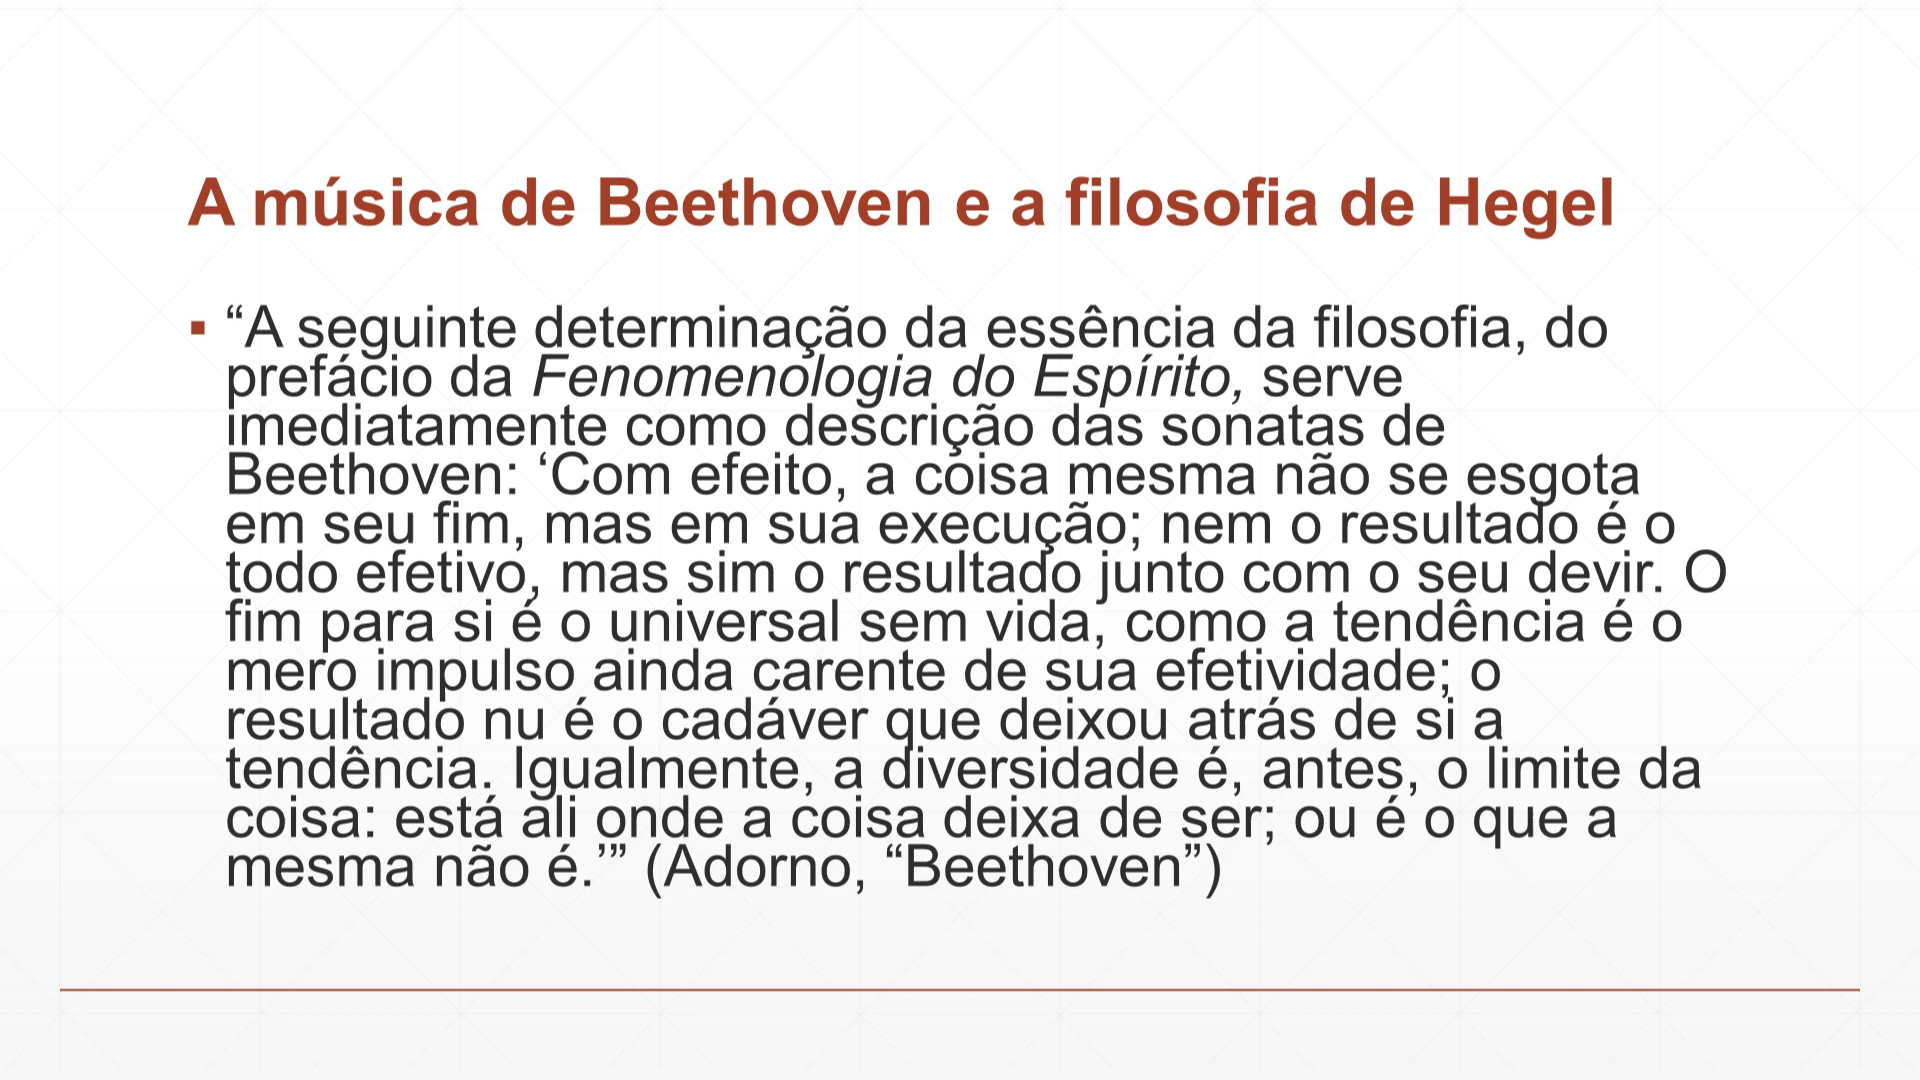 A música de Beethoven e a filosofia de Hegel
▪ “A seguinte determinação da essência da filosofia, do
prefácio da Fenomenologia do Espírito, serve
imediatamente como descrição das sonatas de
Beethoven: ‘Com efeito, a coisa mesma não se esgota
em seu fim, mas em sua execução; nem o resultado é o
todo efetivo, mas sim o resultado junto com o seu devir. O
fim para si é o universal sem vida, como a tendência é o
mero impulso ainda carente de sua efetividade; o
resultado nu é o cadáver que deixou atrás de si a
tendência. Igualmente, a diversidade é, antes, o limite da
coisa: está ali onde a coisa deixa de ser; ou é o que a
mesma não é.’” (Adorno, “Beethoven”)